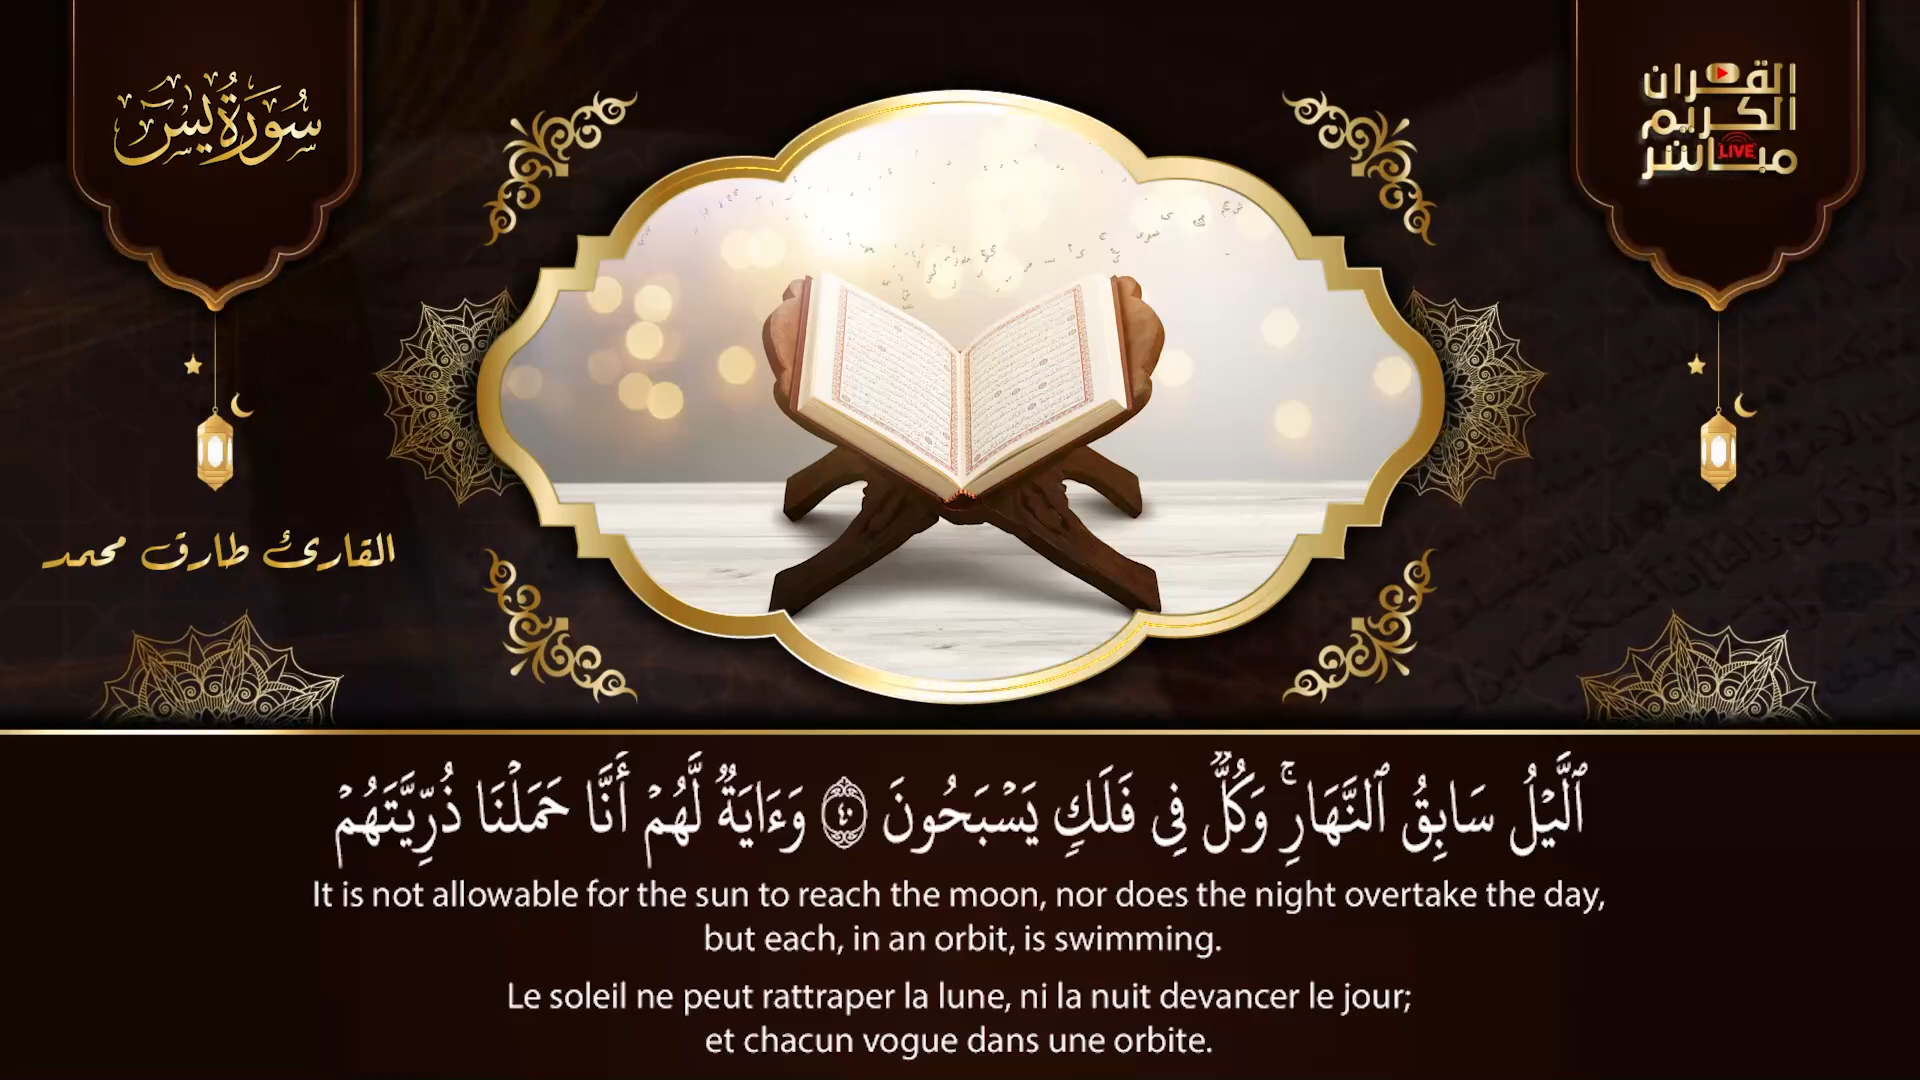 سُورَةُ يسٓ
القرآن
الكريم
مباشر
LIVE
القارئ طارق محمد
ٱلَّيْلُ سَابِقُ ٱلنَّهَارِۚ وَكُلٌّ فِى فَلَكٍ يَسْبَحُونَ ٤٠ وَءَايَةٌ لَّهُمْ أَنَّا حَمَلْنَا ذُرِّيَّتَهُمْ
It is not allowable for the sun to reach the moon, nor does the night overtake the day,
but each, in an orbit, is swimming.
Le soleil ne peut rattraper la lune, ni la nuit devancer le jour;
et chacun vogue dans une orbite.